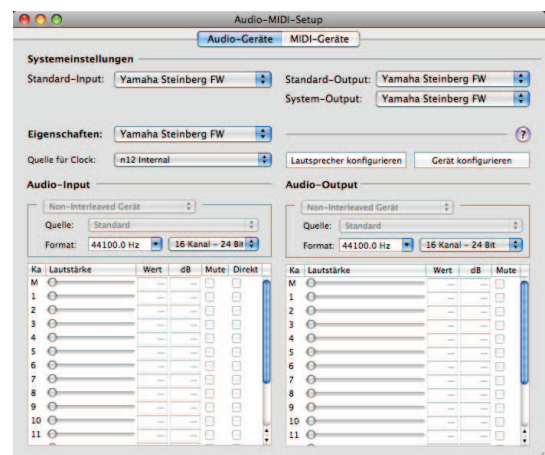 Audio-MIDI-Setup
Audio-Geräte MIDI-Geräte
Systemeinstellungen
Standard-Input: Yamaha Steinberg FW
Standard-Output: Yamaha Steinberg FW
System-Output: Yamaha Steinberg FW
Eigenschaften: Yamaha Steinberg FW
?
Quelle für Clock: n12 Internal
Lautsprecher konfigurieren Gerät konfigurieren
Audio-Input
Non-Interleaved Gerät
Quelle: Standard
Format: 44100.0 Hz 16 Kanal – 24 Bit
Ka Lautstärke Wert dB Mute Direkt
M
1
2
3
4
5
6
7
8
9
10
11
Audio-Output
Non-Interleaved Gerät
Quelle: Standard
Format: 44100.0 Hz 16 Kanal – 24 Bit
Ka Lautstärke Wert dB Mute
M
1
2
3
4
5
6
7
8
9
10
11